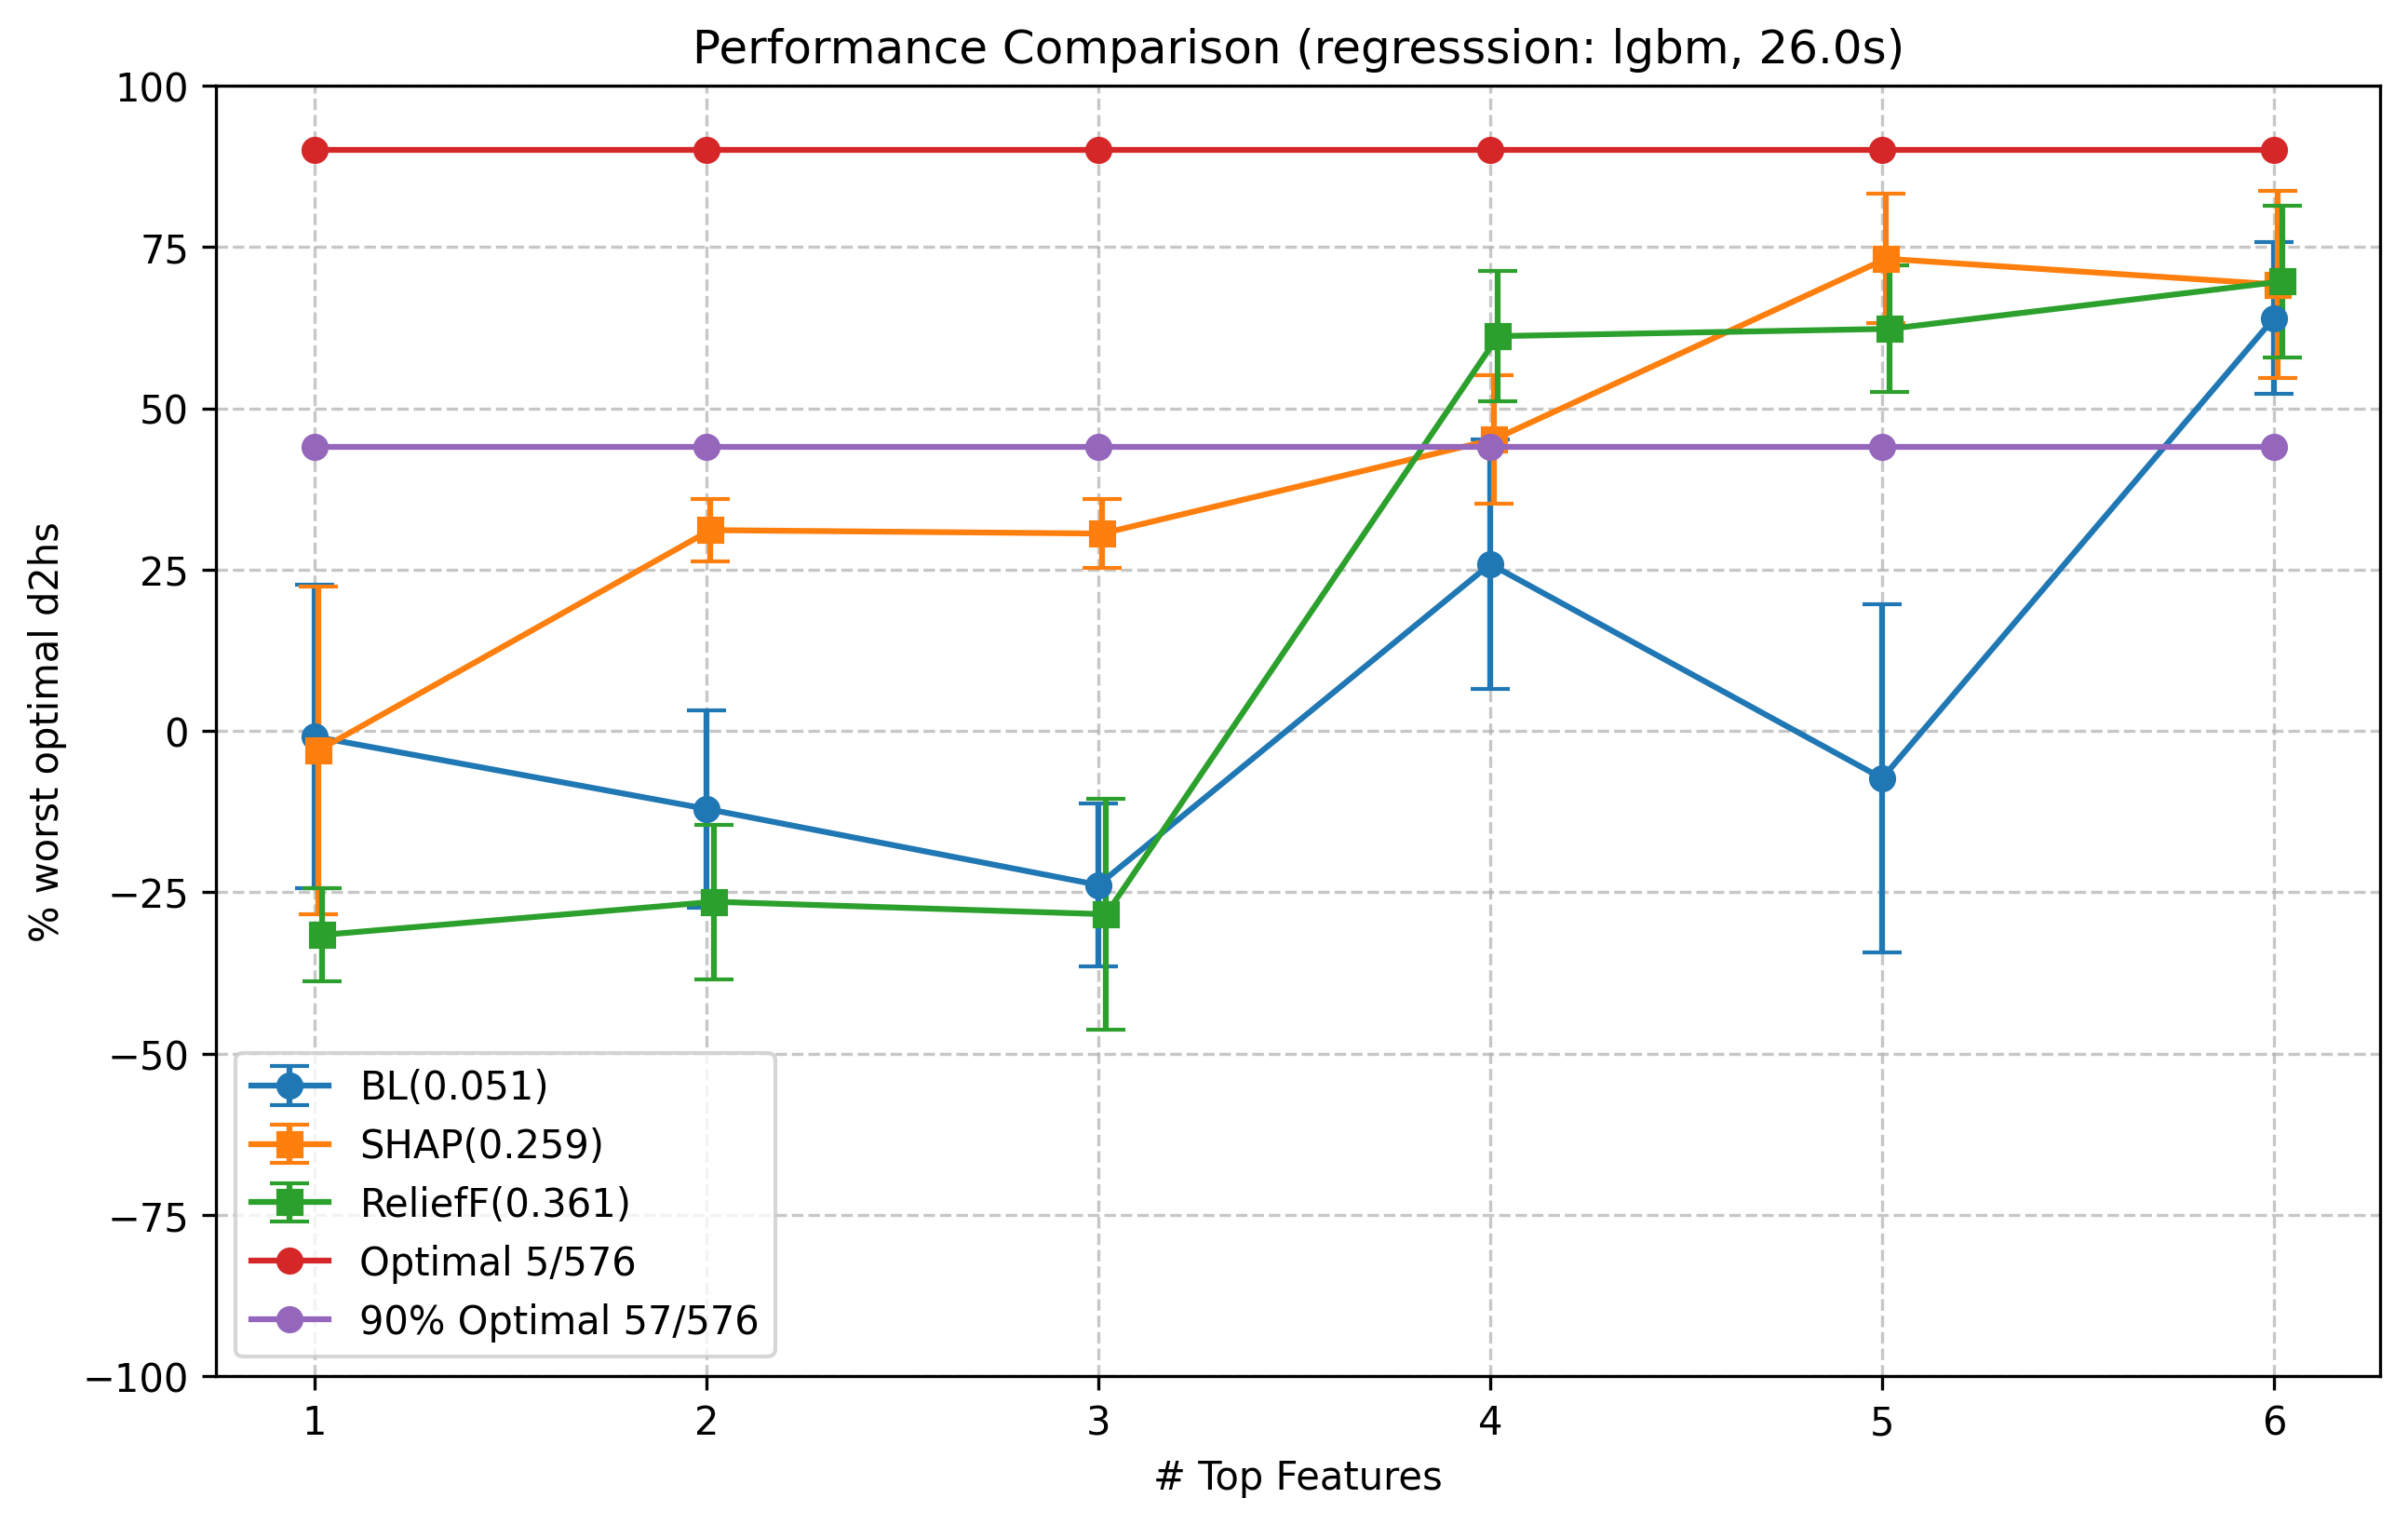 Performance Comparison (regresssion: lgbm, 26.0s)
% worst optimal d2hs
100
75
50
25
0
−25
−50
−75
−100
BL(0.051)
SHAP(0.259)
ReliefF(0.361)
Optimal 5/576
90% Optimal 57/576
1 2 3 4 5 6
# Top Features